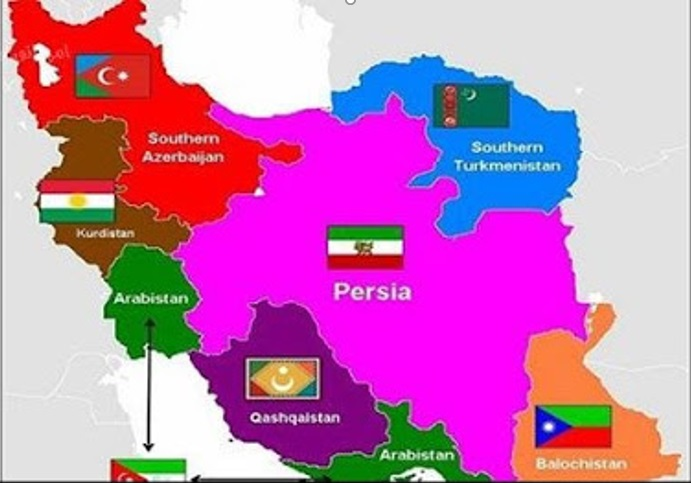 Southern
Azerbaijan
Southern
Turkmenistan
Kurdistan
Persia
Arabistan
Qashqaistan
Arabistan
Balochistan